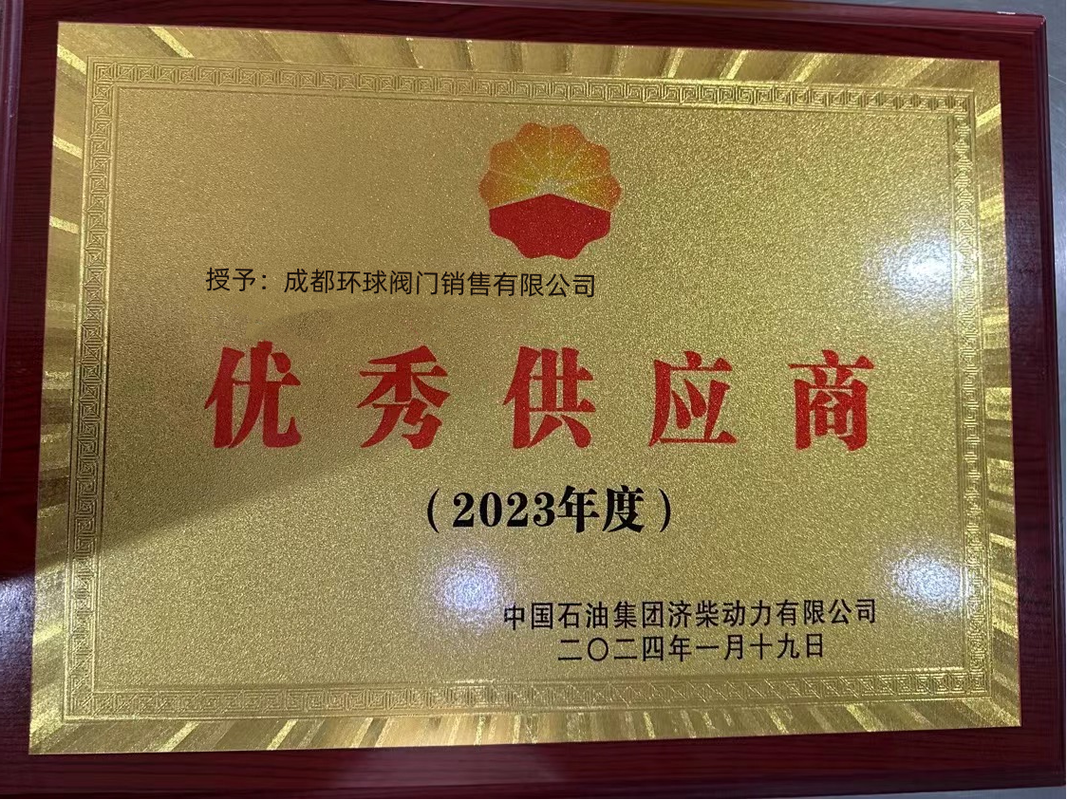 授予：成都环球阀门销售有限公司
优秀供应商
（2023年度）
中国石油集团济柴动力有限公司
二〇二四年一月十九日